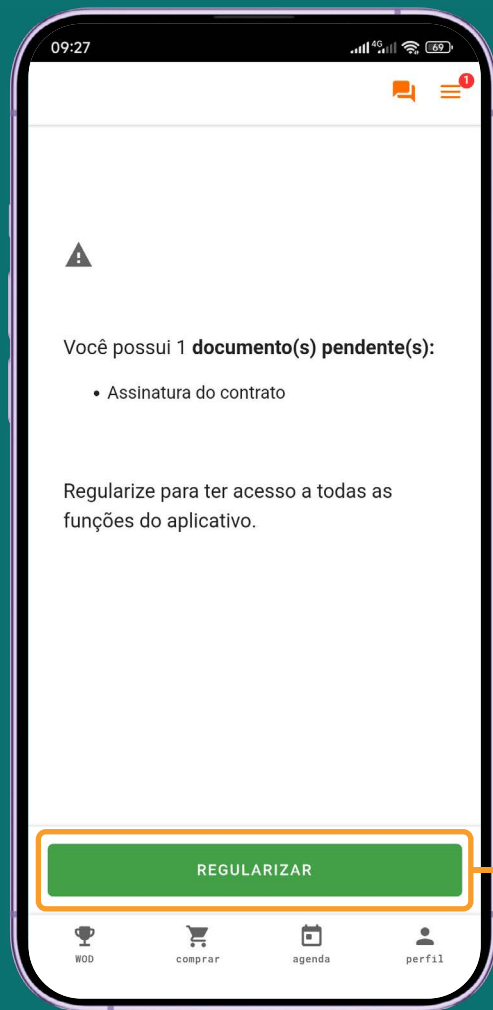 09:27
4G
69
1
Você possui 1 documento(s) pendente(s):
• Assinatura do contrato
Regularize para ter acesso a todas as
funções do aplicativo.
REGULARIZAR
WOD comprar agenda perfil